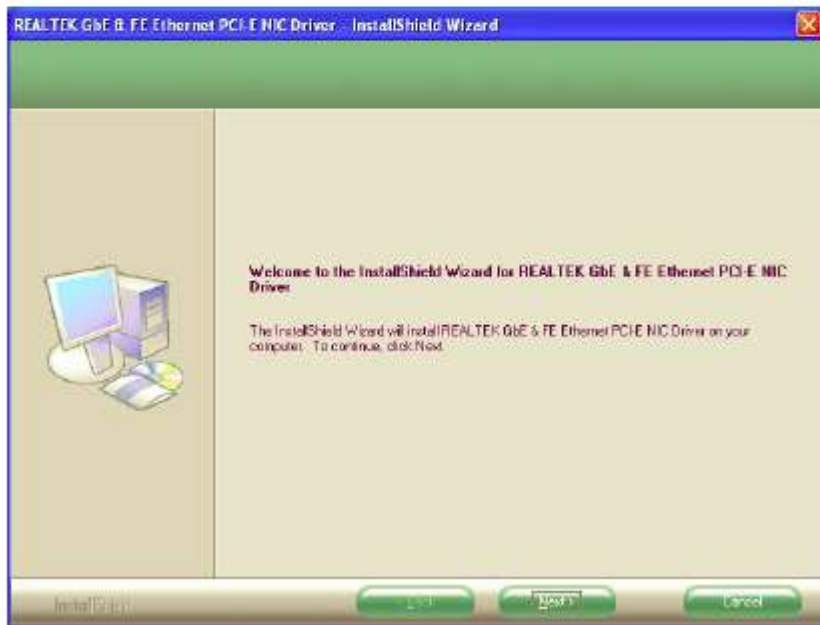 REALTEK GbE & FE Ethernet PCI-E NIC Driver - InstallShield Wizard
Welcome to the InstallShield Wizard for REALTEK GbE & FE Ethernet PCI-E NIC
Driver
The InstallShield Wizard will install REALTEK GbE & FE Ethernet PCI-E NIC Driver on your
computer. To continue, click Next
InstallShield
< Back
Next >
Cancel